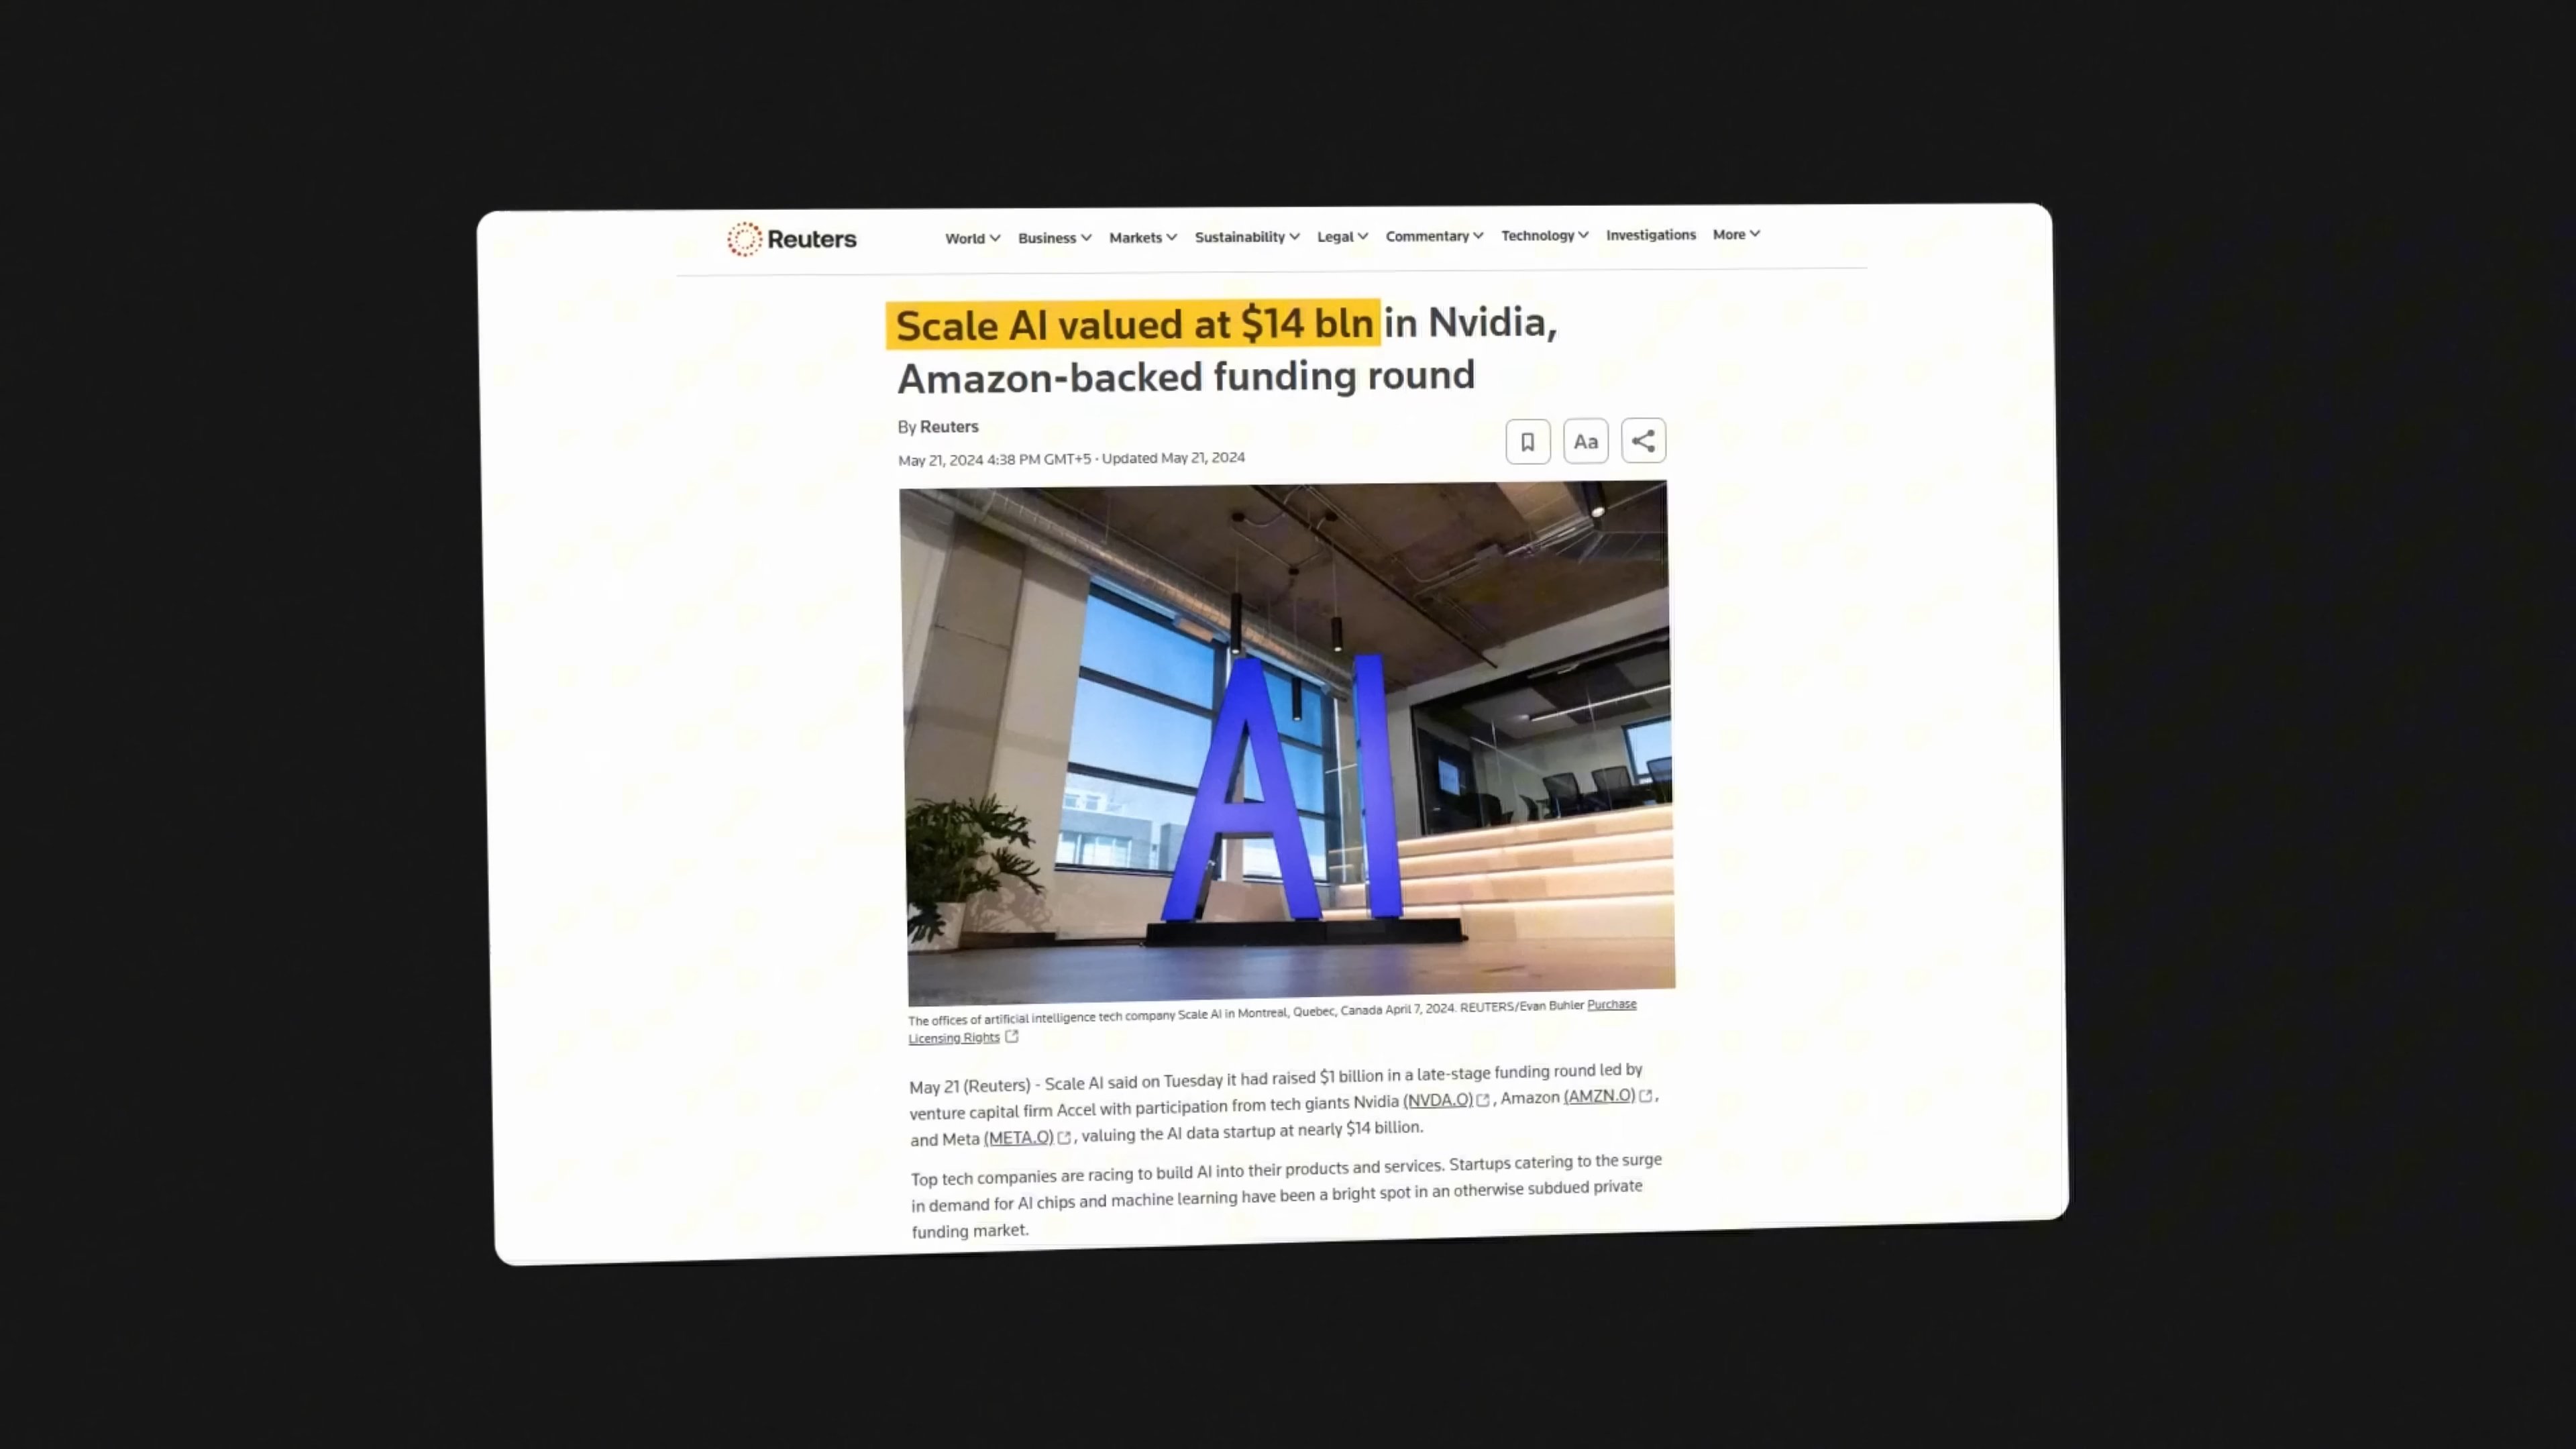 Reuters
World Business Markets Sustainability Legal Commentary Technology Investigations More
Scale AI valued at $14 bln in Nvidia,
Amazon-backed funding round
By Reuters
May 21, 2024 4:38 PM GMT+5 · Updated May 21, 2024
Aa
AI
The offices of artificial intelligence tech company Scale AI in Montreal, Quebec, Canada April 7, 2024. REUTERS/Evan Buhler Purchase
Licensing Rights
May 21 (Reuters) - Scale AI said on Tuesday it had raised $1 billion in a late-stage funding round led by
venture capital firm Accel with participation from tech giants Nvidia (NVDA.O), Amazon (AMZN.O),
and Meta (META.O), valuing the AI data startup at nearly $14 billion.
Top tech companies are racing to build AI into their products and services. Startups catering to the surge
in demand for AI chips and machine learning have been a bright spot in an otherwise subdued private
funding market.